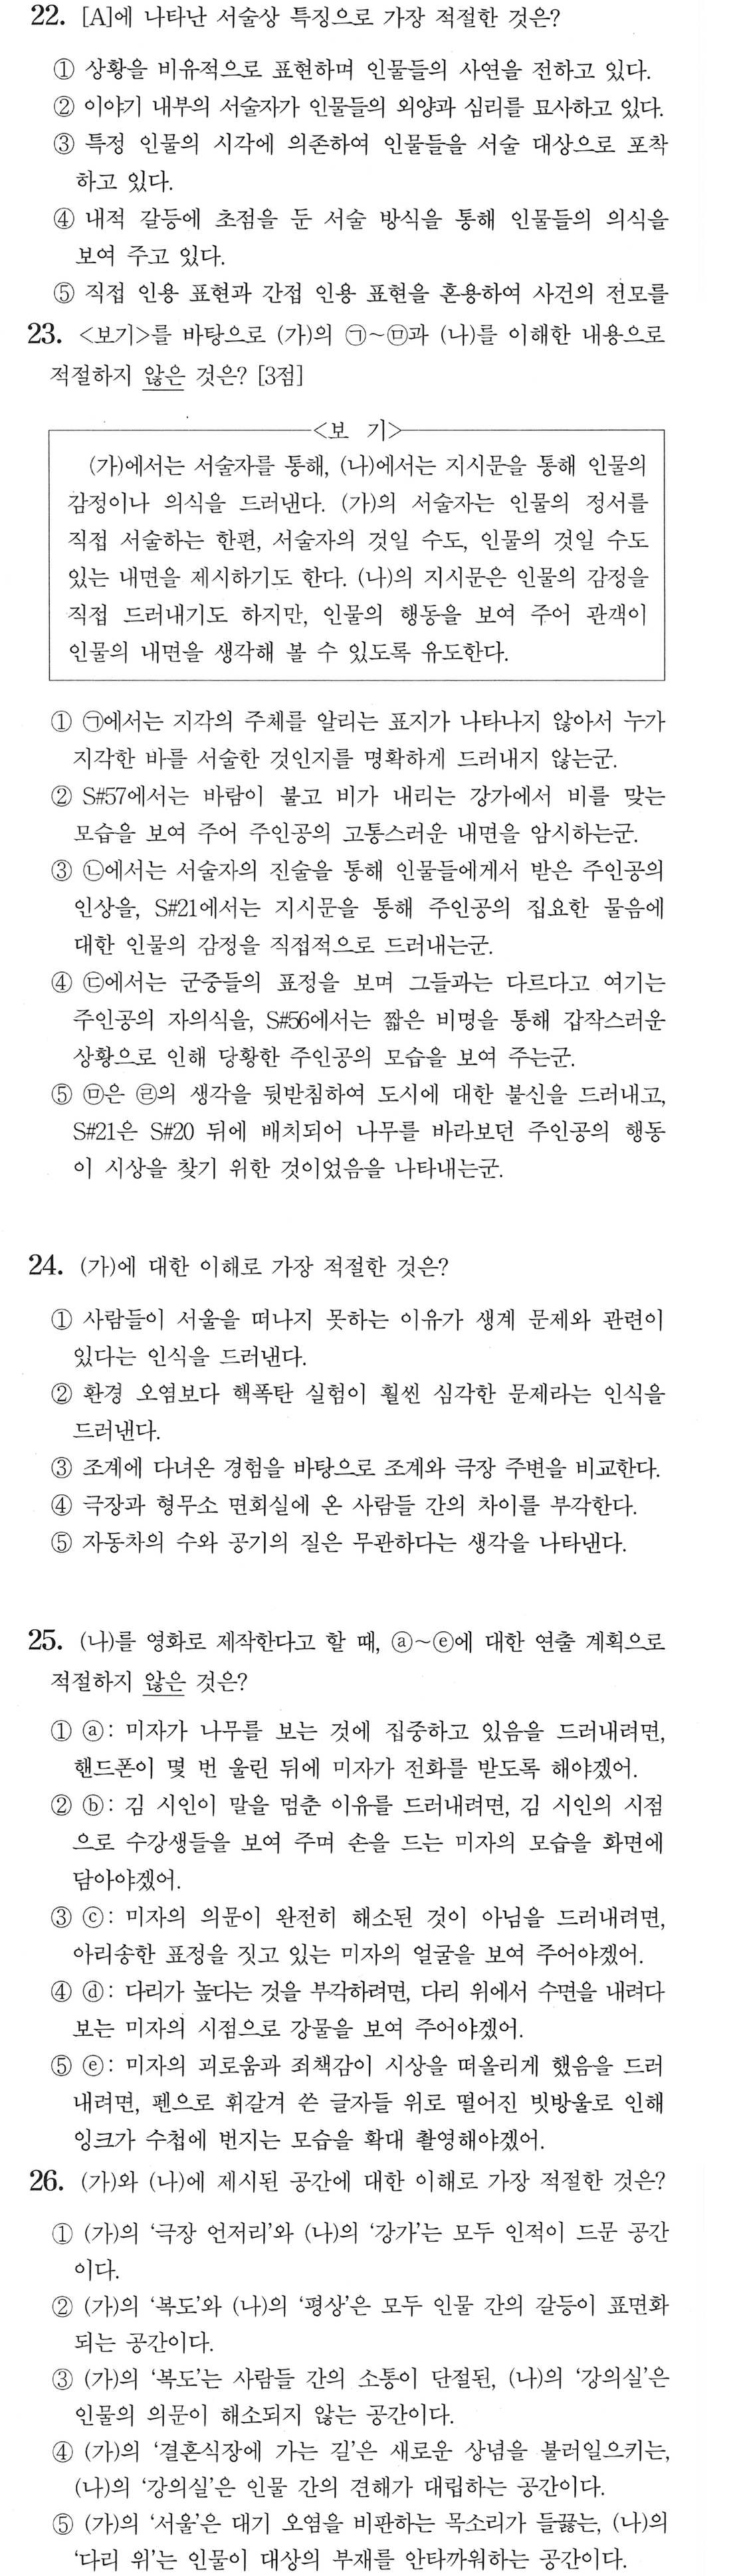 22. [A]에 나타난 서술상 특징으로 가장 적절한 것은?
① 상황을 비유적으로 표현하며 인물들의 사연을 전하고 있다.
② 이야기 내부의 서술자가 인물들의 외양과 심리를 묘사하고 있다.
③ 특정 인물의 시각에 의존하여 인물들을 서술 대상으로 포착
하고 있다.
④ 내적 갈등에 초점을 둔 서술 방식을 통해 인물들의 의식을
보여 주고 있다.
⑤ 직접 인용 표현과 간접 인용 표현을 혼용하여 사건의 전모를
23. <보기>를 바탕으로 (가)의 ㉠~㉤과 (나)를 이해한 내용으로
적절하지 않은 것은? [3점]
<보 기>
(가)에서는 서술자를 통해, (나)에서는 지시문을 통해 인물의
감정이나 의식을 드러낸다. (가)의 서술자는 인물의 정서를
직접 서술하는 한편, 서술자의 것일 수도, 인물의 것일 수도
있는 내면을 제시하기도 한다. (나)의 지시문은 인물의 감정을
직접 드러내기도 하지만, 인물의 행동을 보여 주어 관객이
인물의 내면을 생각해 볼 수 있도록 유도한다.
① ㉠에서는 지각의 주체를 알리는 표지가 나타나지 않아서 누가
지각한 바를 서술한 것인지를 명확하게 드러내지 않는군.
② S#57에서는 바람이 불고 비가 내리는 강가에서 비를 맞는
모습을 보여 주어 주인공의 고통스러운 내면을 암시하는군.
③ ㉡에서는 서술자의 진술을 통해 인물들에게서 받은 주인공의
인상을, S#21에서는 지시문을 통해 주인공의 집요한 물음에
대한 인물의 감정을 직접적으로 드러내는군.
④ ㉢에서는 군중들의 표정을 보며 그들과는 다르다고 여기는
주인공의 자의식을, S#56에서는 짧은 비명을 통해 갑작스러운
상황으로 인해 당황한 주인공의 모습을 보여 주는군.
⑤ ㉤은 ㉣의 생각을 뒷받침하여 도시에 대한 불신을 드러내고,
S#21은 S#20 뒤에 배치되어 나무를 바라보던 주인공의 행동
이 시상을 찾기 위한 것이었음을 나타내는군.
24. (가)에 대한 이해로 가장 적절한 것은?
① 사람들이 서울을 떠나지 못하는 이유가 생계 문제와 관련이
있다는 인식을 드러낸다.
② 환경 오염보다 핵폭탄 실험이 훨씬 심각한 문제라는 인식을
드러낸다.
③ 조계에 다녀온 경험을 바탕으로 조계와 극장 주변을 비교한다.
④ 극장과 형무소 면회실에 온 사람들 간의 차이를 부각한다.
⑤ 자동차의 수와 공기의 질은 무관하다는 생각을 나타낸다.
25. (나)를 영화로 제작한다고 할 때, ⓐ~ⓔ에 대한 연출 계획으로
적절하지 않은 것은?
① ⓐ: 미자가 나무를 보는 것에 집중하고 있음을 드러내려면,
핸드폰이 몇 번 울린 뒤에 미자가 전화를 받도록 해야겠어.
② ⓑ: 김 시인이 말을 멈춘 이유를 드러내려면, 김 시인의 시점
으로 수강생들을 보여 주며 손을 드는 미자의 모습을 화면에
담아야겠어.
③ ⓒ: 미자의 의문이 완전히 해소된 것이 아님을 드러내려면,
아리송한 표정을 짓고 있는 미자의 얼굴을 보여 주어야겠어.
④ ⓓ: 다리가 높다는 것을 부각하려면, 다리 위에서 수면을 내려다
보는 미자의 시점으로 강물을 보여 주어야겠어.
⑤ ⓔ: 미자의 괴로움과 죄책감이 시상을 떠올리게 했음을 드러
내려면, 펜으로 휘갈겨 쓴 글자들 위로 떨어진 빗방울로 인해
잉크가 수첩에 번지는 모습을 확대 촬영해야겠어.
26. (가)와 (나)에 제시된 공간에 대한 이해로 가장 적절한 것은?
① (가)의 '극장 언저리'와 (나)의 '강가'는 모두 인적이 드문 공간
이다.
② (가)의 '복도'와 (나)의 '평상'은 모두 인물 간의 갈등이 표면화
되는 공간이다.
③ (가)의 '복도'는 사람들 간의 소통이 단절된, (나)의 '강의실'은
인물의 의문이 해소되지 않는 공간이다.
④ (가)의 '결혼식장에 가는 길'은 새로운 상념을 불러일으키는,
(나)의 '강의실'은 인물 간의 견해가 대립하는 공간이다.
⑤ (가)의 '서울'은 대기 오염을 비판하는 목소리가 들끓는, (나)의
'다리 위'는 인물이 대상의 부재를 안타까워하는 공간이다.